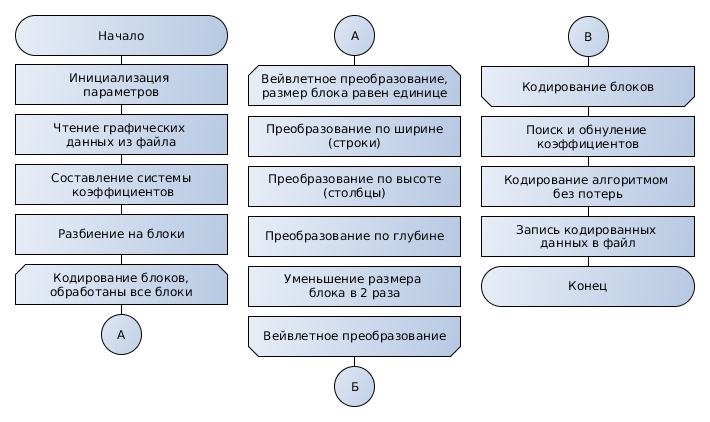 Начало
Инициализация
параметров
Чтение графических
данных из файла
Составление системы
коэффициентов
Разбиение на блоки
Кодирование блоков,
обработаны все блоки
А
А
Вейвлетное преобразование,
размер блока равен единице
Преобразование по ширине
(строки)
Преобразование по высоте
(столбцы)
Преобразование по глубине
Уменьшение размера
блока в 2 раза
Вейвлетное преобразование
Б
В
Кодирование блоков
Поиск и обнуление
коэффициентов
Кодирование алгоритмом
без потерь
Запись кодированных
данных в файл
Конец